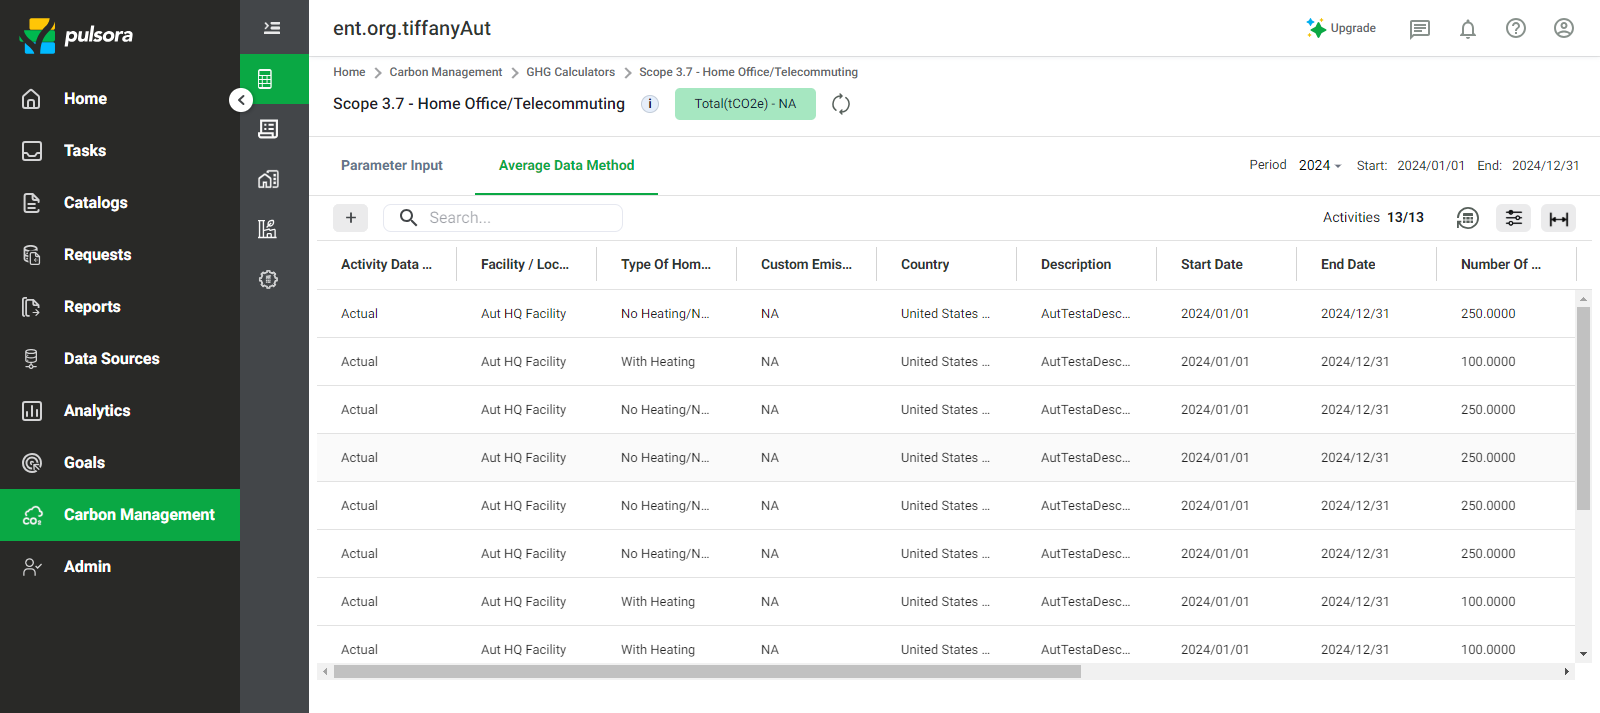 pulsora
Home
Tasks
Catalogs
Requests
Reports
Data Sources
Analytics
Goals
Carbon Management
Admin
ent.org.tiffanyAut
Upgrade
Home > Carbon Management > GHG Calculators > Scope 3.7 - Home Office/Telecommuting
Scope 3.7 - Home Office/Telecommuting i Total(tCO2e) - NA
Parameter Input Average Data Method Period 2024 Start: 2024/01/01 End: 2024/12/31
+ Search... Activities 13/13
Activity Data ... Facility / Loc... Type Of Hom... Custom Emis... Country Description Start Date End Date Number Of ...
Actual Aut HQ Facility No Heating/N... NA United States ... AutTestaDesc... 2024/01/01 2024/12/31 250.0000
Actual Aut HQ Facility With Heating NA United States ... AutTestaDesc... 2024/01/01 2024/12/31 100.0000
Actual Aut HQ Facility No Heating/N... NA United States ... AutTestaDesc... 2024/01/01 2024/12/31 250.0000
Actual Aut HQ Facility No Heating/N... NA United States ... AutTestaDesc... 2024/01/01 2024/12/31 250.0000
Actual Aut HQ Facility No Heating/N... NA United States ... AutTestaDesc... 2024/01/01 2024/12/31 250.0000
Actual Aut HQ Facility No Heating/N... NA United States ... AutTestaDesc... 2024/01/01 2024/12/31 250.0000
Actual Aut HQ Facility With Heating NA United States ... AutTestaDesc... 2024/01/01 2024/12/31 100.0000
Actual Aut HQ Facility With Heating NA United States ... AutTestaDesc... 2024/01/01 2024/12/31 100.0000